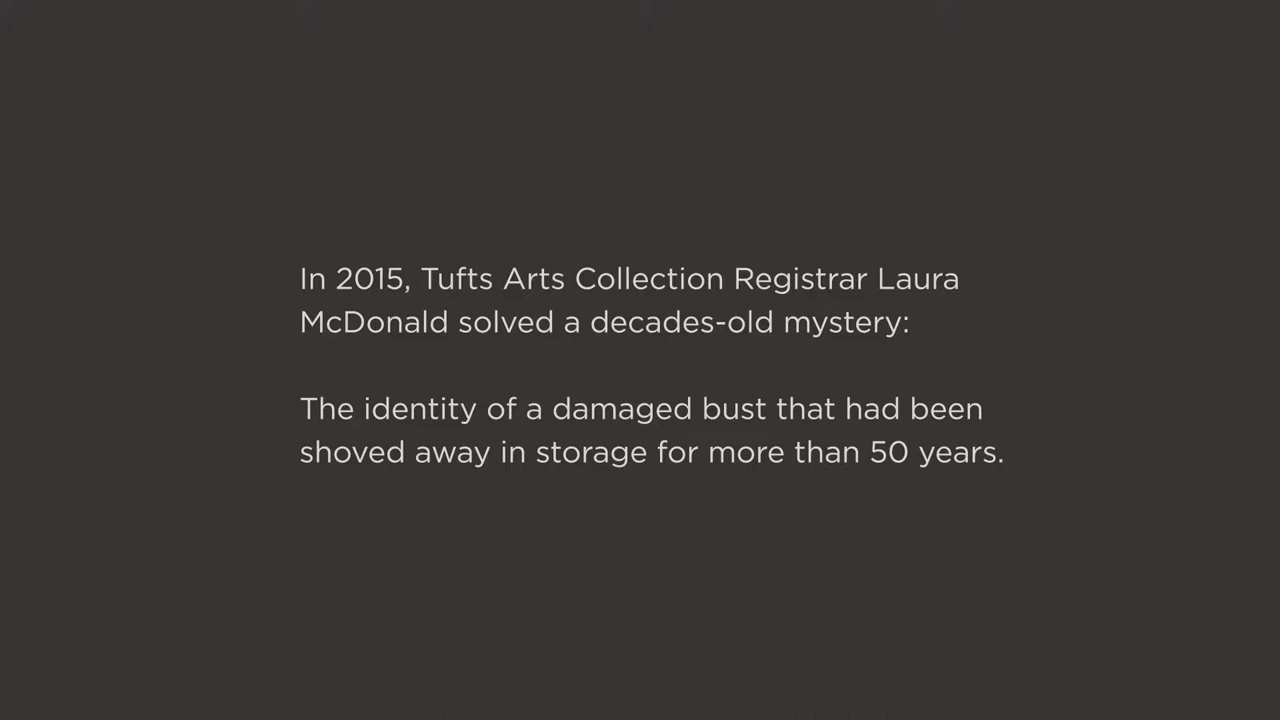 In 2015, Tufts Arts Collection Registrar Laura
McDonald solved a decades-old mystery:
The identity of a damaged bust that had been
shoved away in storage for more than 50 years.